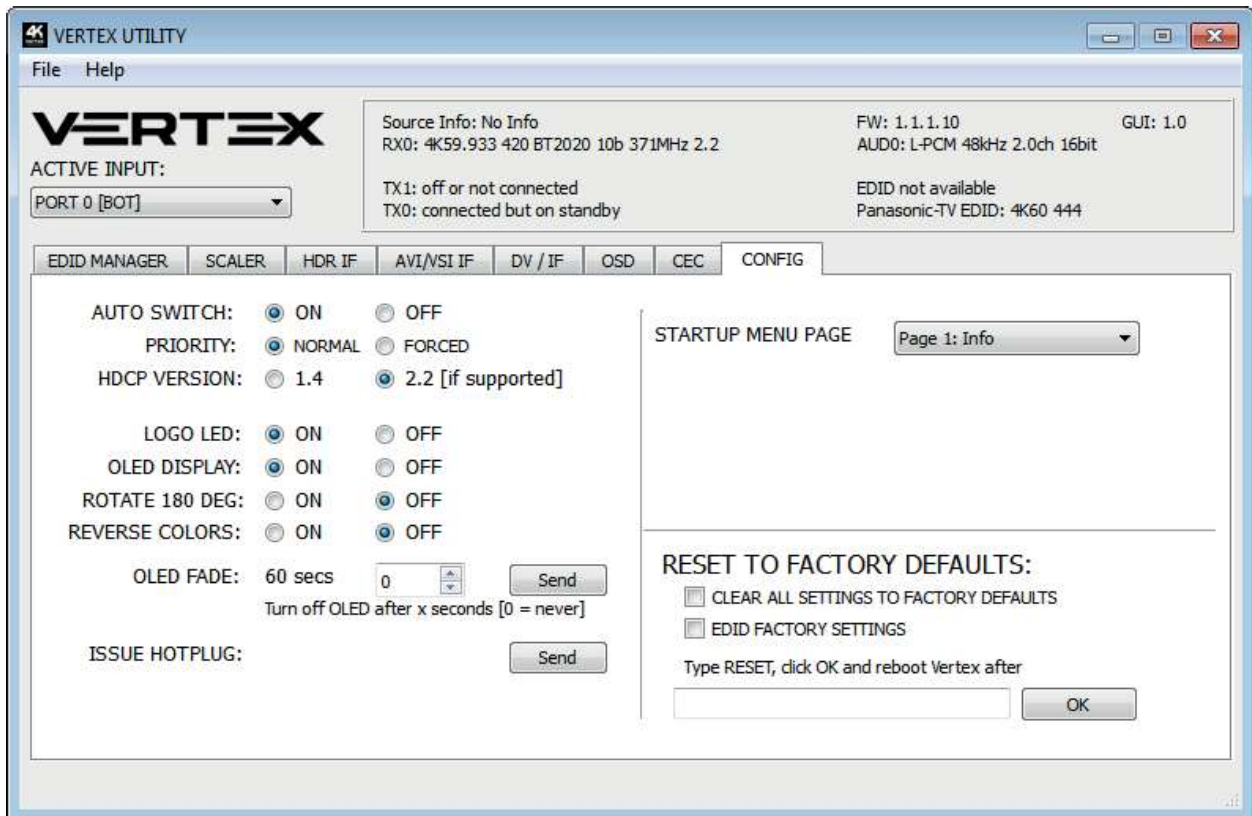 4K VERTEX UTILITY
File Help
VERTEX
Source Info: No Info FW: 1.1.1.10 GUI: 1.0
RX0: 4K59.933 420 BT2020 10b 371MHz 2.2 AUD0: L-PCM 48kHz 2.0ch 16bit
ACTIVE INPUT:
PORT 0 [BOT]
TX1: off or not connected EDID not available
TX0: connected but on standby Panasonic-TV EDID: 4K60 444
EDID MANAGER SCALER HDR IF AVI/VSI IF DV / IF OSD CEC CONFIG
AUTO SWITCH: ON OFF
PRIORITY: NORMAL FORCED
HDCP VERSION: 1.4 2.2 [if supported]
LOGO LED: ON OFF
OLED DISPLAY: ON OFF
ROTATE 180 DEG: ON OFF
REVERSE COLORS: ON OFF
OLED FADE: 60 secs 0 Send
Turn off OLED after x seconds [0 = never]
ISSUE HOTPLUG: Send
STARTUP MENU PAGE Page 1: Info
RESET TO FACTORY DEFAULTS:
CLEAR ALL SETTINGS TO FACTORY DEFAULTS
EDID FACTORY SETTINGS
Type RESET, click OK and reboot Vertex after
OK